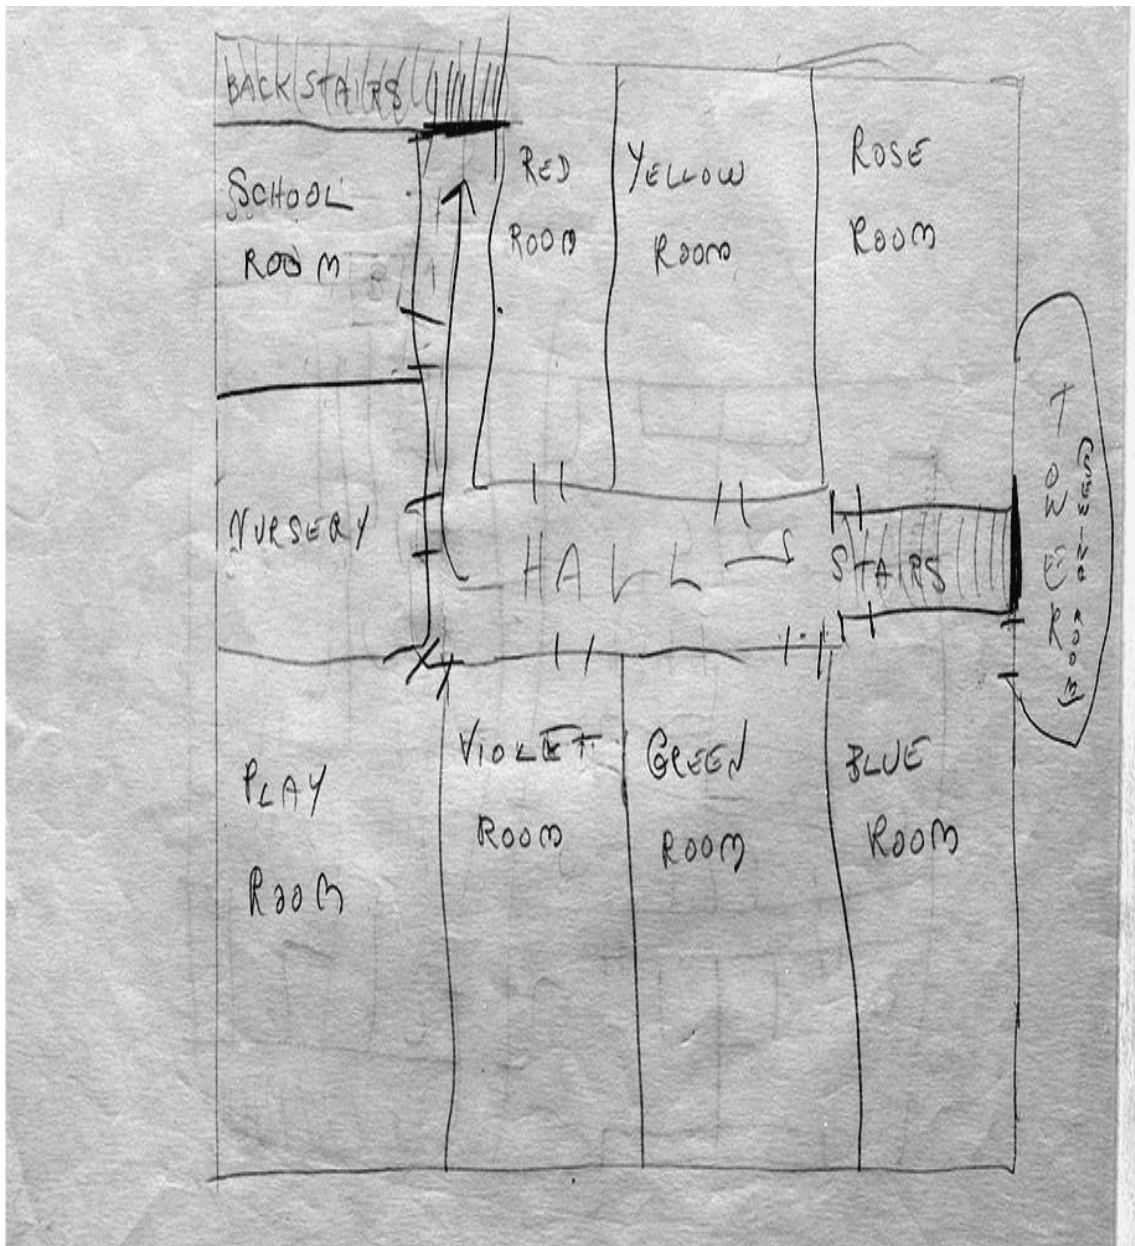 BACK STAIRS
SCHOOL
ROOM
RED
ROOM
YELLOW
ROOM
ROSE
ROOM
NURSERY
HALL
STAIRS
TOWER
SEWING ROOM
PLAY
ROOM
VIOLET
ROOM
GREEN
ROOM
BLUE
ROOM